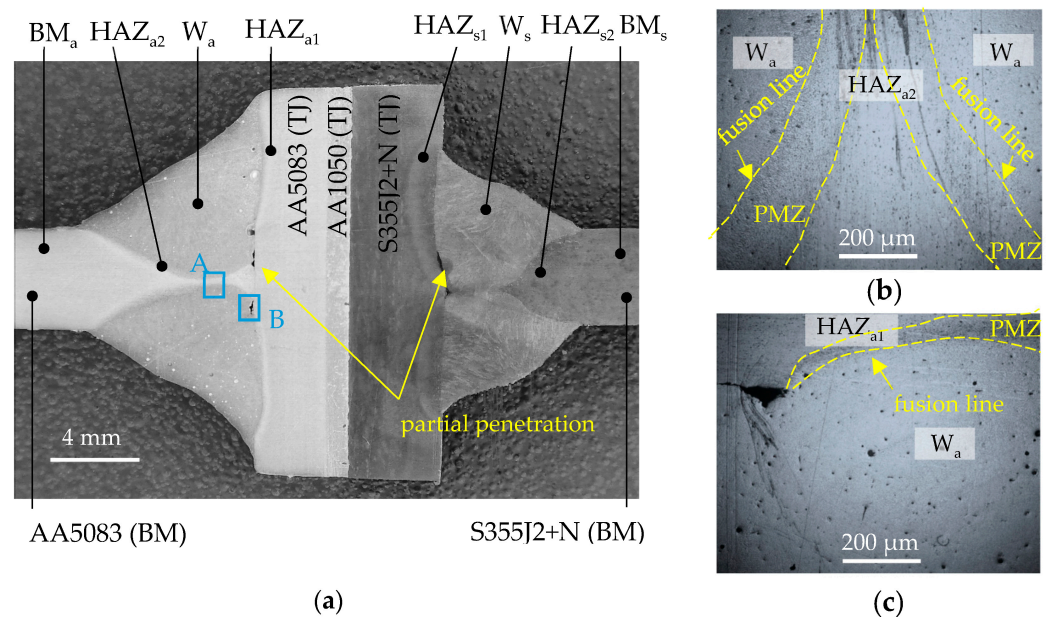 BMa HAZa2 Wa HAZa1 HAZs1 Ws HAZs2 BMs
AA5083 (TJ)
AA1050 (TJ)
S355J2+N (TJ)
A
B
partial penetration
4 mm
AA5083 (BM)
S355J2+N (BM)
(a)
Wa
HAZa2
Wa
fusion line
fusion line
PMZ
200 µm
PMZ
(b)
HAZa1
PMZ
fusion line
Wa
200 µm
(c)